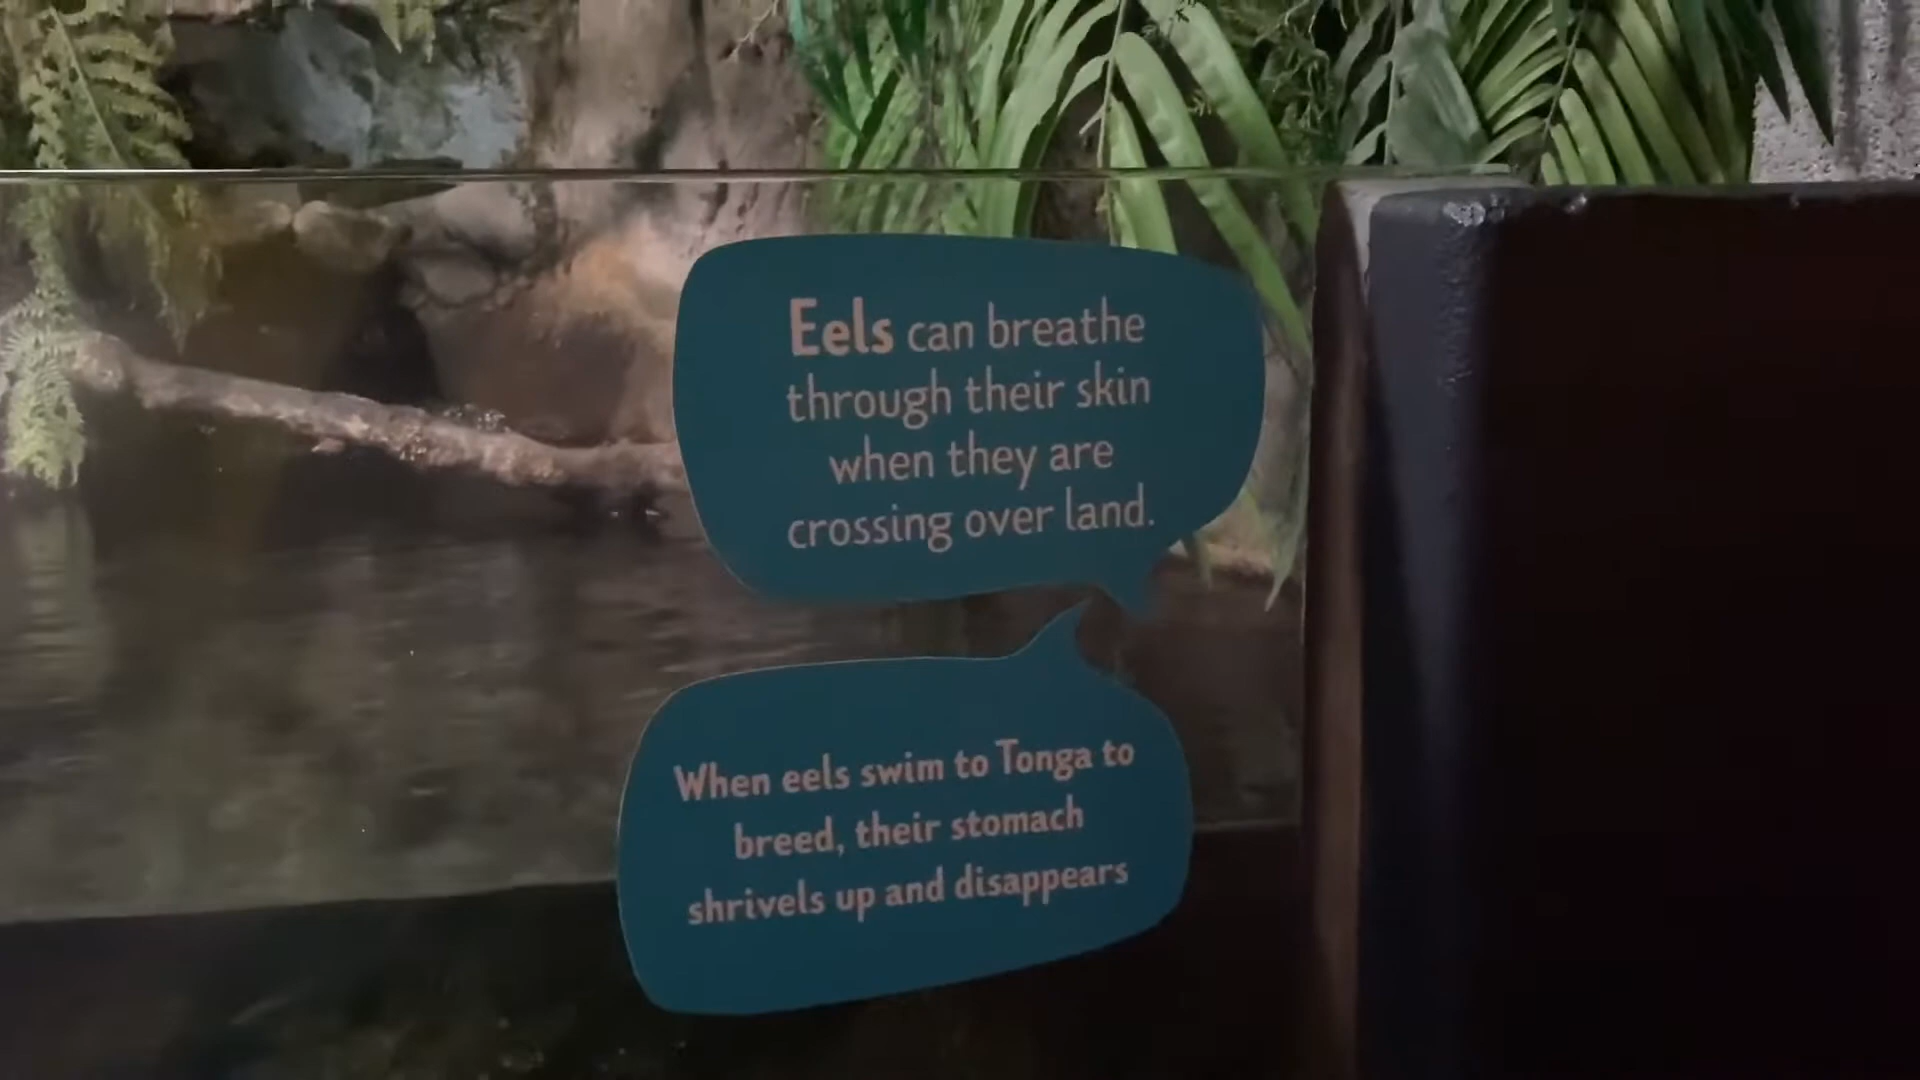 Eels can breathe
through their skin
when they are
crossing over land.
When eels swim to Tonga to
breed, their stomach
shrivels up and disappears